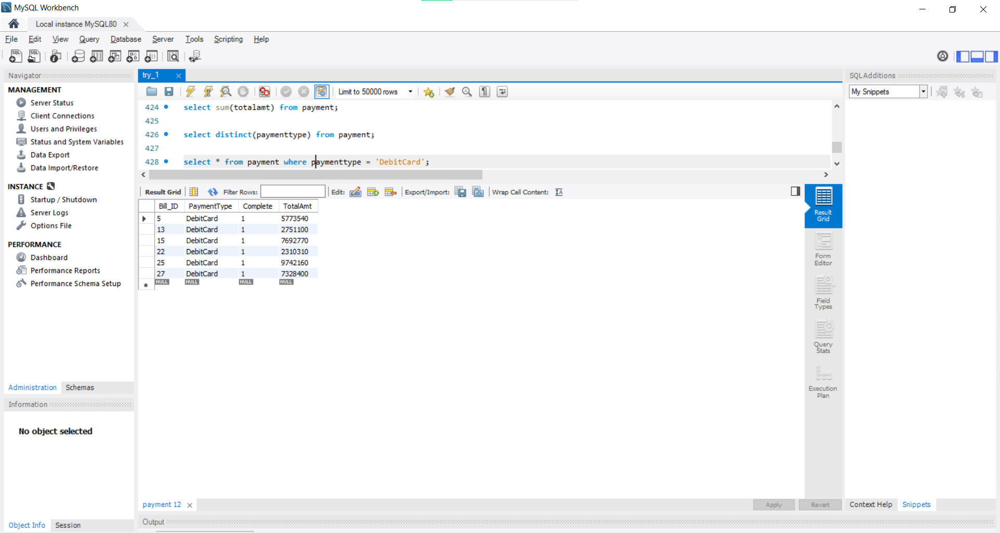 MySQL Workbench
Local instance MySQL80
File Edit View Query Database Server Tools Scripting Help
Navigator
MANAGEMENT
Server Status
Client Connections
Users and Privileges
Status and System Variables
Data Export
Data Import/Restore
INSTANCE
Startup / Shutdown
Server Logs
Options File
PERFORMANCE
Dashboard
Performance Reports
Performance Schema Setup
Administration Schemas
Information
No object selected
Object Info Session
try_1
Limit to 50000 rows
424 select sum(totalamt) from payment;
425
426 select distinct(paymenttype) from payment;
427
428 select * from payment where paymenttype = 'DebitCard';
Result Grid Filter Rows: Edit: Export/Import: Wrap Cell Content:
Bill_ID PaymentType Complete TotalAmt
5 DebitCard 1 5773540
13 DebitCard 1 2751100
15 DebitCard 1 7692770
22 DebitCard 1 2310310
25 DebitCard 1 9742160
27 DebitCard 1 7328400
NULL NULL NULL NULL
Result
Grid
Form
Editor
Field
Types
Query
Stats
Execution
Plan
payment 12
Apply Revert
Output
SQLAdditions
My Snippets
Context Help Snippets